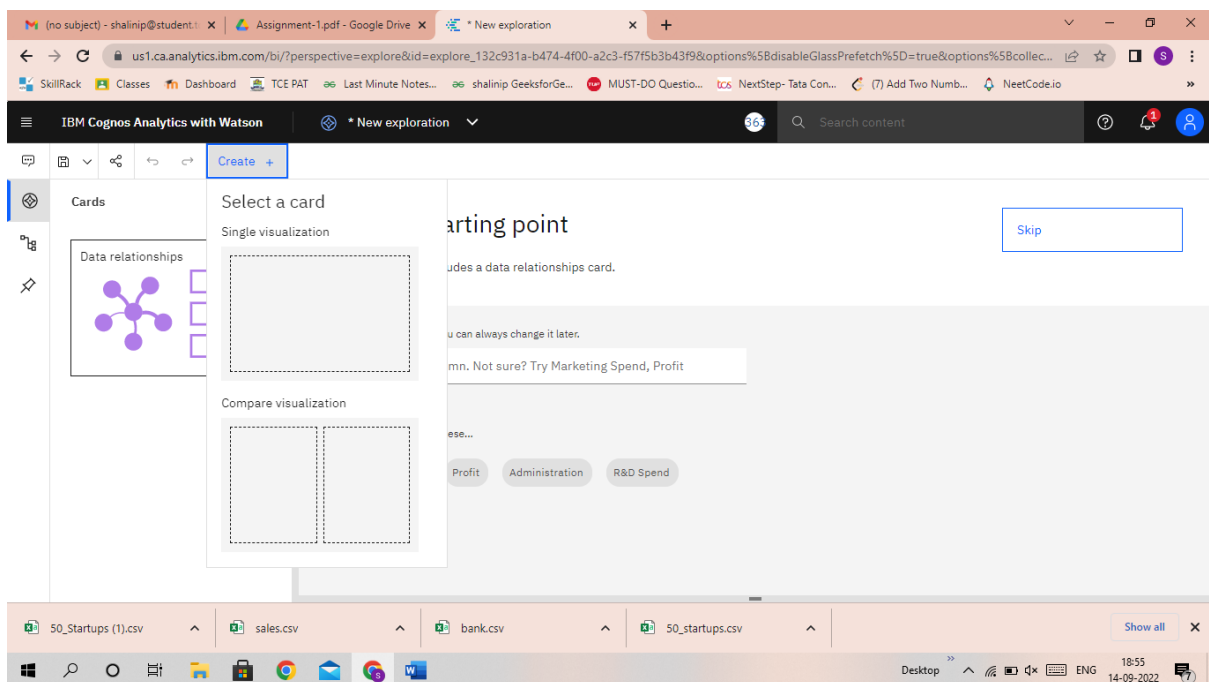 (no subject) - shalinip@student.t
Assignment-1.pdf - Google Drive
* New exploration
us1.ca.analytics.ibm.com/bi/?perspective=explore&id=explore_132c931a-b474-4f00-a2c3-f57f5b3b43f9&options%5BdisableGlassPrefetch%5D=true&options%5Bcollec...
S
SkillRack
Classes
Dashboard
TCE PAT
Last Minute Notes...
shalinip GeeksforGe...
MUST-DO Questio...
NextStep- Tata Con...
(7) Add Two Numb...
NeetCode.io
»
IBM Cognos Analytics with Watson
* New exploration
363
Search content
1
Create +
Cards
Data relationships
Select a card
Single visualization
Compare visualization
arting point
Skip
udes a data relationships card.
u can always change it later.
mn. Not sure? Try Marketing Spend, Profit
ese...
Profit
Administration
R&D Spend
50_Startups (1).csv
sales.csv
bank.csv
50_startups.csv
Show all
Desktop
»
ENG
18:55
14-09-2022
7